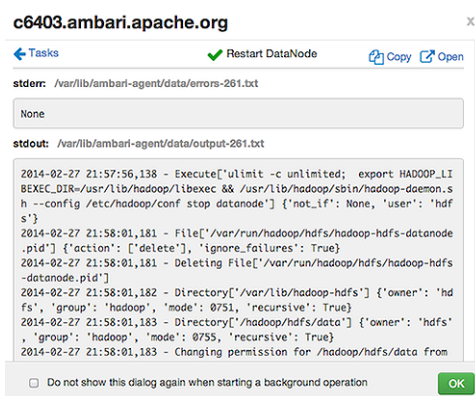 c6403.ambari.apache.org
x
Tasks
Restart DataNode
Copy
Open
stderr: /var/lib/ambari-agent/data/errors-261.txt
None
stdout: /var/lib/ambari-agent/data/output-261.txt
2014-02-27 21:57:56,138 - Execute['ulimit -c unlimited;  export HADOOP_LI
BEXEC_DIR=/usr/lib/hadoop/libexec && /usr/lib/hadoop/sbin/hadoop-daemon.s
h --config /etc/hadoop/conf stop datanode'] {'not_if': None, 'user': 'hdf
s'}
2014-02-27 21:58:01,181 - File['/var/run/hadoop/hdfs/hadoop-hdfs-datanode
.pid'] {'action': ['delete'], 'ignore_failures': True}
2014-02-27 21:58:01,181 - Deleting File['/var/run/hadoop/hdfs/hadoop-hdfs
-datanode.pid']
2014-02-27 21:58:01,182 - Directory['/var/lib/hadoop-hdfs'] {'owner': 'hd
fs', 'group': 'hadoop', 'mode': 0751, 'recursive': True}
2014-02-27 21:58:01,183 - Directory['/hadoop/hdfs/data'] {'owner': 'hdfs'
, 'group': 'hadoop', 'mode': 0755, 'recursive': True}
2014-02-27 21:58:01,183 - Changing permission for /hadoop/hdfs/data from
Do not show this dialog again when starting a background operation
OK